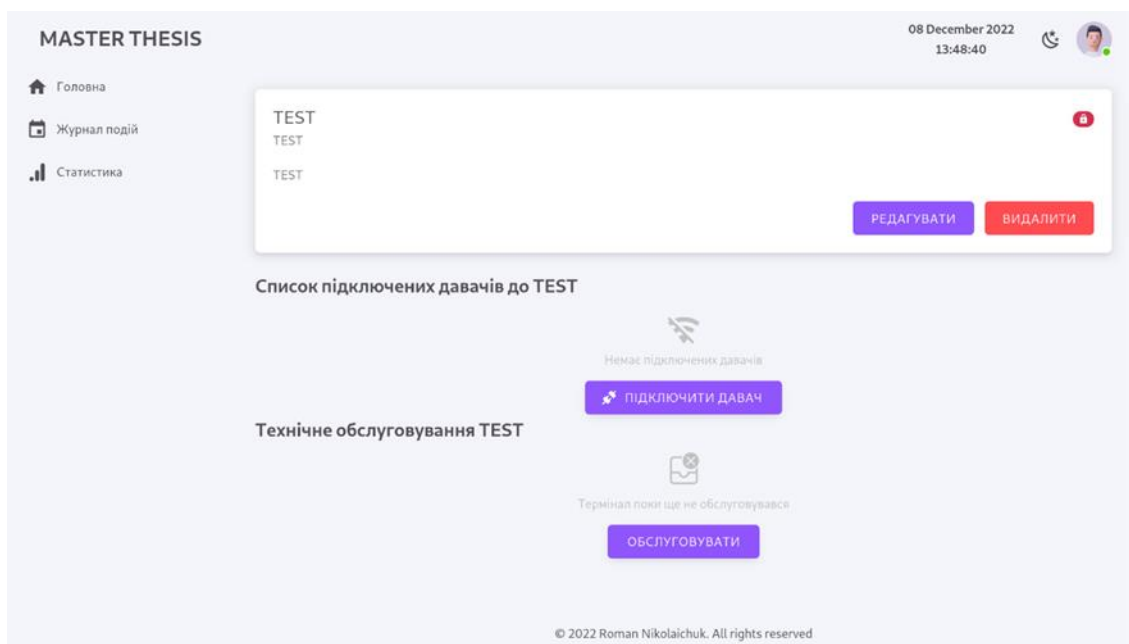 MASTER THESIS
08 December 2022
13:48:40
Головна
Журнал подій
Статистика
TEST
TEST
TEST
РЕДАГУВАТИ
ВИДАЛИТИ
Список підключених давачів до TEST
Немає підключених давачів
ПІДКЛЮЧИТИ ДАВАЧ
Технічне обслуговування TEST
Термінал поки ще не обслуговувався
ОБСЛУГОВУВАТИ
© 2022 Roman Nikolaichuk. All rights reserved